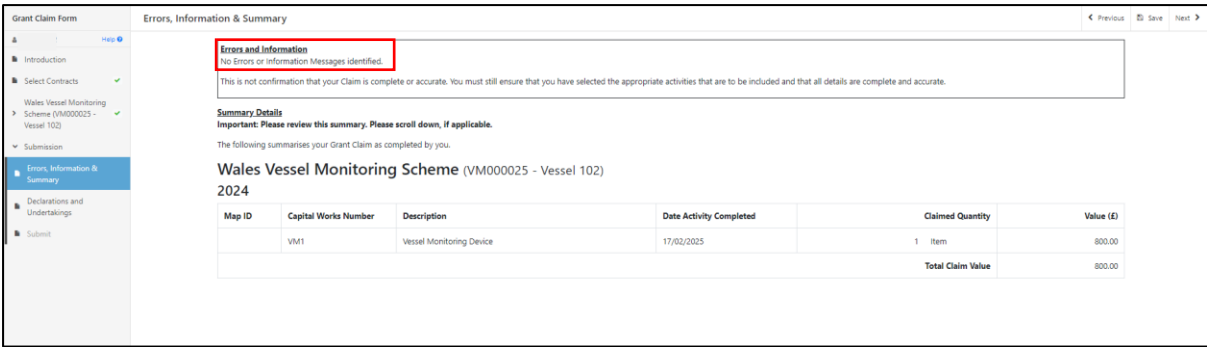 Grant Claim Form
Errors, Information & Summary
Previous
Save
Next
Help
Introduction
Select Contracts
Wales Vessel Monitoring
Scheme (VM000025 -
Vessel 102)
Submission
Errors, Information &
Summary
Declarations and
Undertakings
Submit
Errors and Information
No Errors or Information Messages identified.
This is not confirmation that your Claim is complete or accurate. You must still ensure that you have selected the appropriate activities that are to be included and that all details are complete and accurate.
Summary Details
Important: Please review this summary. Please scroll down, if applicable.
The following summarises your Grant Claim as completed by you.
Wales Vessel Monitoring Scheme (VM000025 - Vessel 102)
2024
Map ID Capital Works Number Description Date Activity Completed Claimed Quantity Value (£)
VM1 Vessel Monitoring Device 17/02/2025 1 Item 800.00
Total Claim Value 800.00